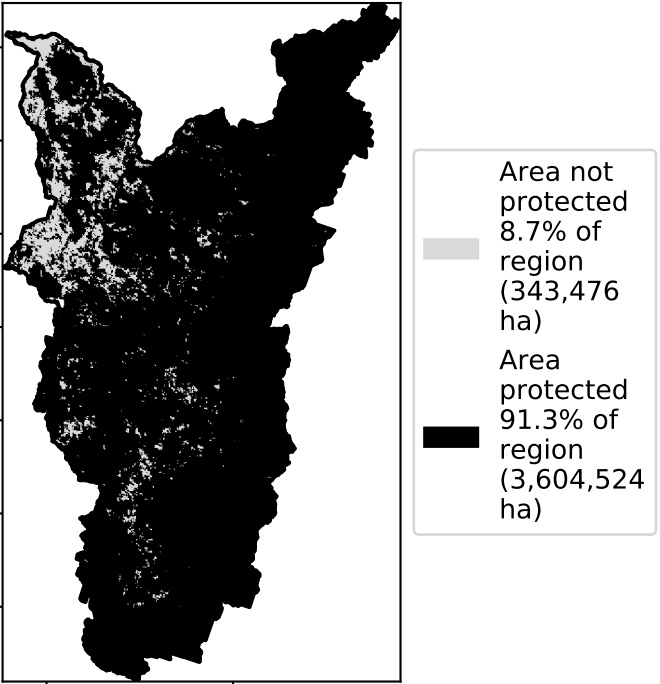 Area not
protected
8.7% of
region
(343,476
ha)
Area
protected
91.3% of
region
(3,604,524
ha)